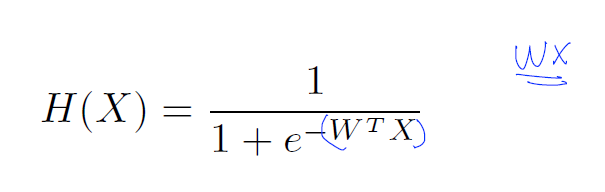 H(X) = 1 / (1 + e^-(W^T X))
WX